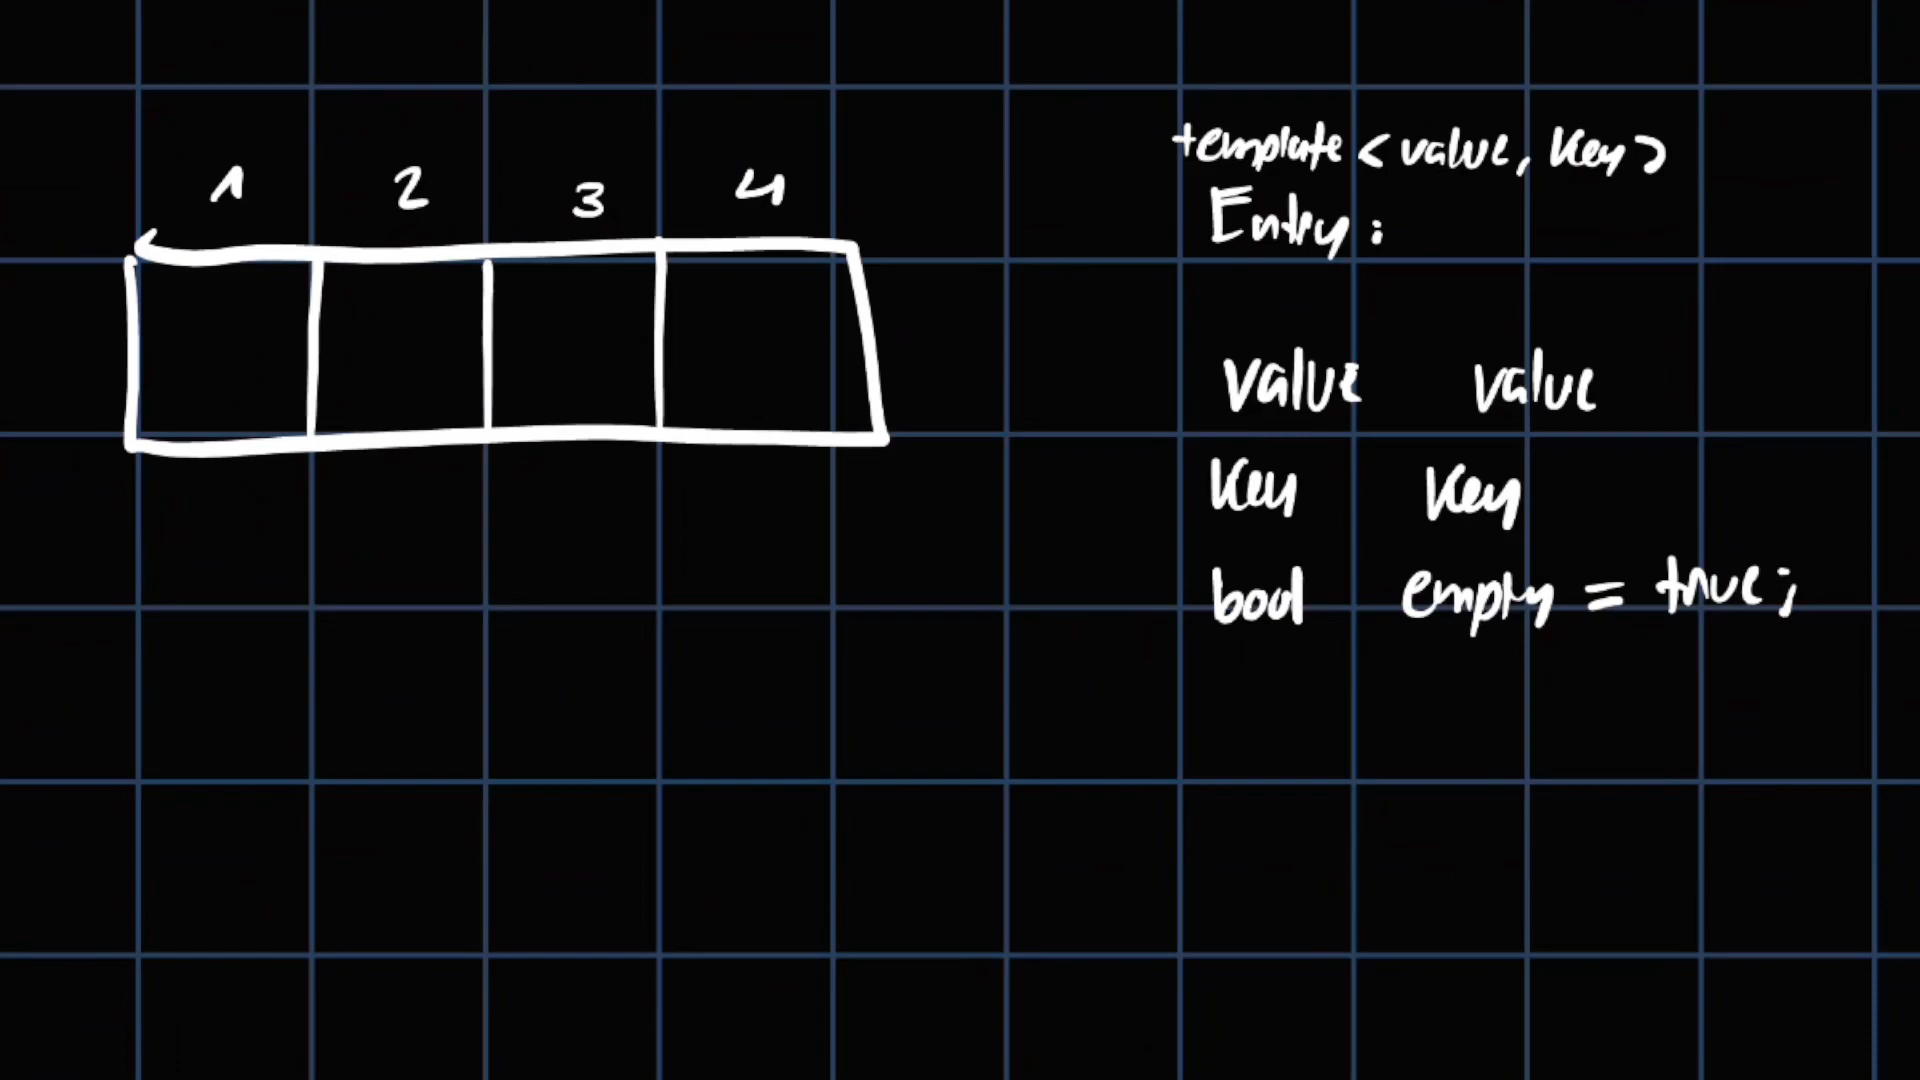 1 2 3 4
template <value, Key>
Entry:
value value
Key Key
bool empty = true;